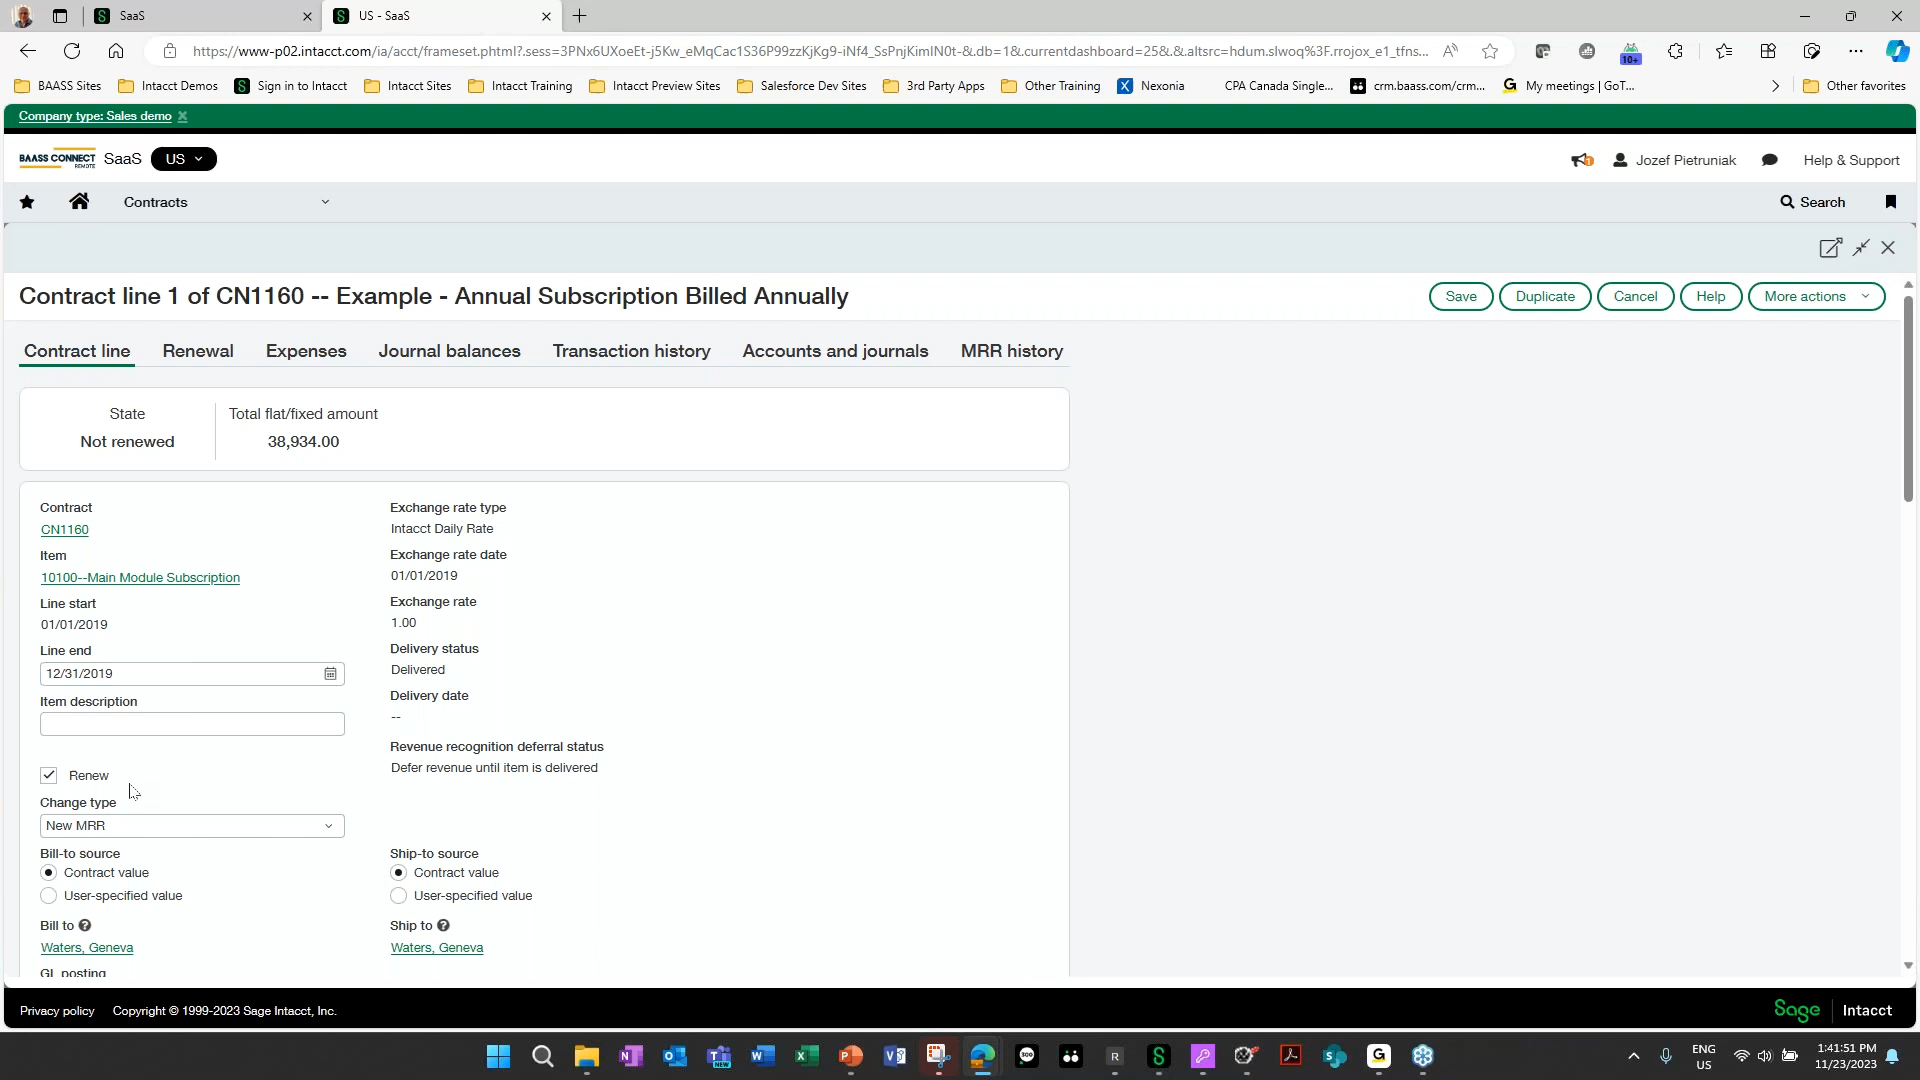 SaaS
US - SaaS
https://www-p02.intacct.com/ia/acct/frameset.phtml?.sess=3PNx6UXoeEt-j5Kw_eMqCac1S36P99zzKjKg9-iNf4_SsPnjKimIN0t-&.db=1&.currentdashboard=25&.&.altsrc=hdum.slwoq%3F.rrojox_e1_tfns...
10+
BAASS Sites
Intacct Demos
Sign in to Intacct
Intacct Sites
Intacct Training
Intacct Preview Sites
Salesforce Dev Sites
3rd Party Apps
Other Training
Nexonia
CPA Canada Single...
crm.baass.com/crm...
My meetings | GoT...
Other favorites
Company type: Sales demo
BAASS CONNECT
REMOTE
SaaS
US
1
Jozef Pietruniak
Help & Support
Contracts
Search
Contract line 1 of CN1160 -- Example - Annual Subscription Billed Annually
Save
Duplicate
Cancel
Help
More actions
Contract line
Renewal
Expenses
Journal balances
Transaction history
Accounts and journals
MRR history
State
Not renewed
Total flat/fixed amount
38,934.00
Contract
CN1160
Item
10100--Main Module Subscription
Line start
01/01/2019
Line end
12/31/2019
Item description
Renew
Change type
New MRR
Bill-to source
Contract value
User-specified value
Bill to
Waters, Geneva
GL posting
Exchange rate type
Intacct Daily Rate
Exchange rate date
01/01/2019
Exchange rate
1.00
Delivery status
Delivered
Delivery date
--
Revenue recognition deferral status
Defer revenue until item is delivered
Ship-to source
Contract value
User-specified value
Ship to
Waters, Geneva
Privacy policy
Copyright © 1999-2023 Sage Intacct, Inc.
Sage
Intacct
ENG
US
1:41:51 PM
11/23/2023